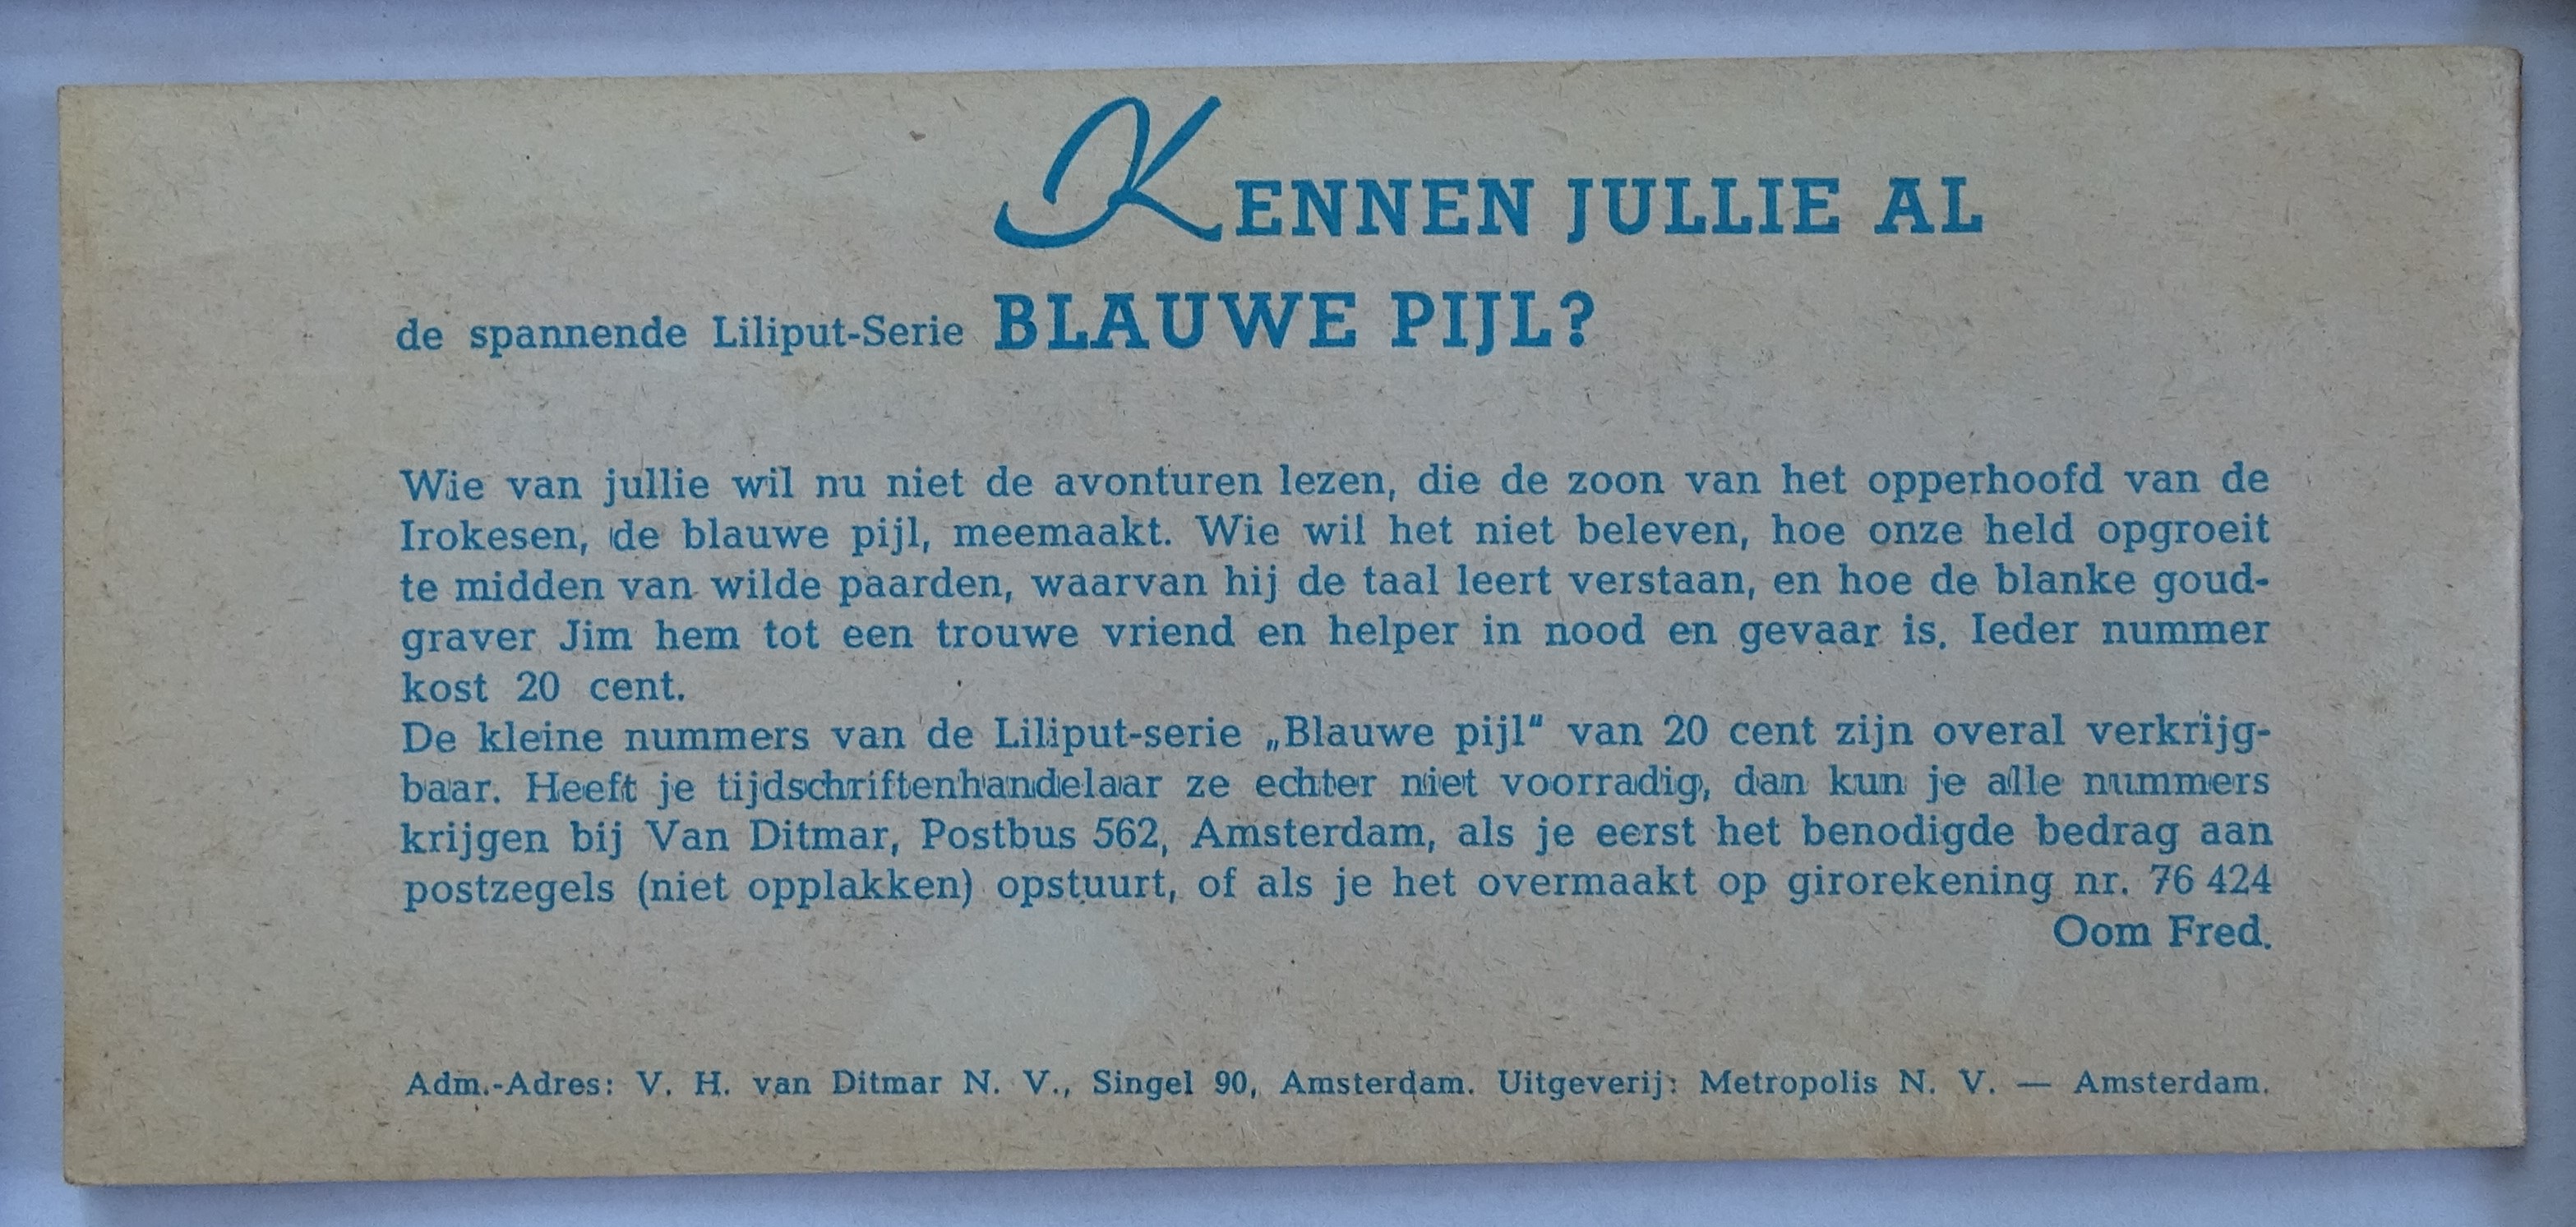 KENNEN JULLIE AL
de spannende Liliput-Serie BLAUWE PIJL?
Wie van jullie wil nu niet de avonturen lezen, die de zoon van het opperhoofd van de
Irokesen, de blauwe pijl, meemaakt. Wie wil het niet beleven, hoe onze held opgroeit
te midden van wilde paarden, waarvan hij de taal leert verstaan, en hoe de blanke goud-
graver Jim hem tot een trouwe vriend en helper in nood en gevaar is. Ieder nummer
kost 20 cent.
De kleine nummers van de Liliput-serie „Blauwe pijl“ van 20 cent zijn overal verkrijg-
baar. Heeft je tijdschriftenhandelaar ze echter niet voorradig, dan kun je alle nummers
krijgen bij Van Ditmar, Postbus 562, Amsterdam, als je eerst het benodigde bedrag aan
postzegels (niet opplakken) opstuurt, of als je het overmaakt op girorekening nr. 76 424
Oom Fred.
Adm.-Adres: V. H. van Ditmar N. V., Singel 90, Amsterdam. Uitgeverij: Metropolis N. V. — Amsterdam.